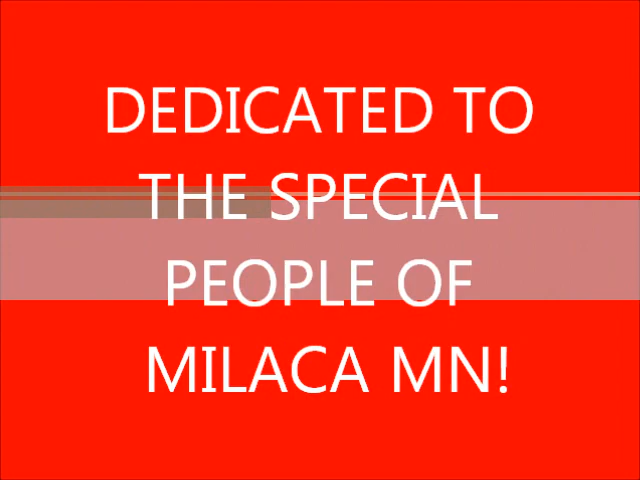 DEDICATED TO
THE SPECIAL
PEOPLE OF
MILACA MN!